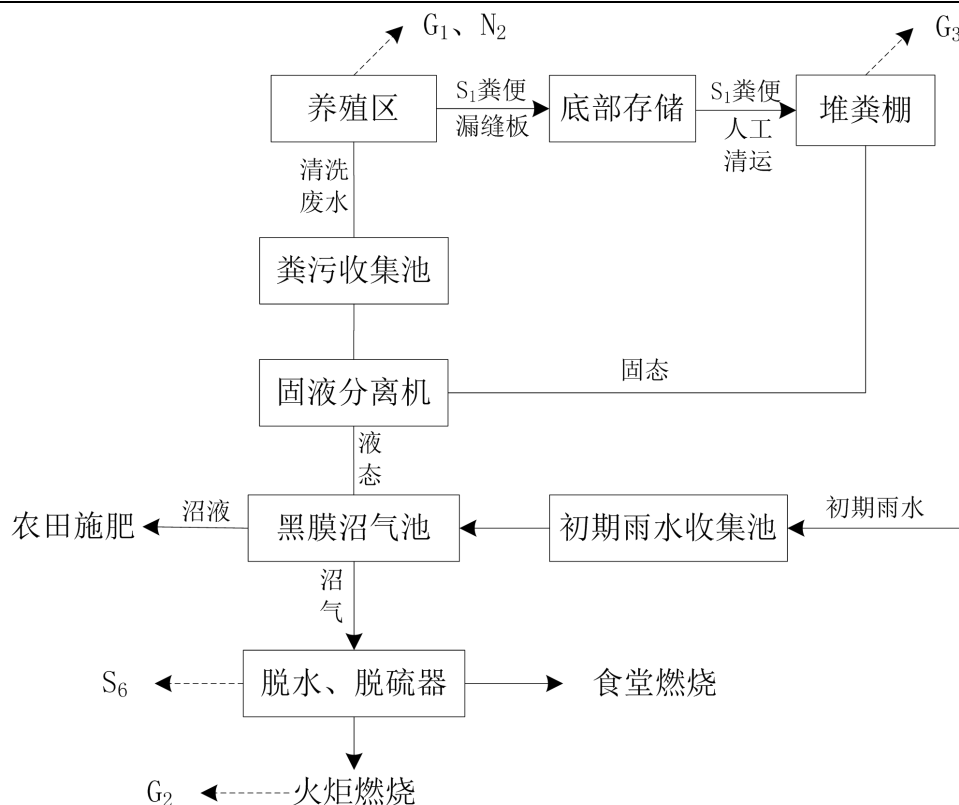 G₁、N₂
G₃
养殖区
S₁粪便
漏缝板
底部存储
S₁粪便
人工
清运
堆粪棚
清洗
废水
粪污收集池
固液分离机
固态
液
态
农田施肥
沼液
黑膜沼气池
初期雨水收集池
初期雨水
沼
气
S₆
脱水、脱硫器
食堂燃烧
G₂
火炬燃烧